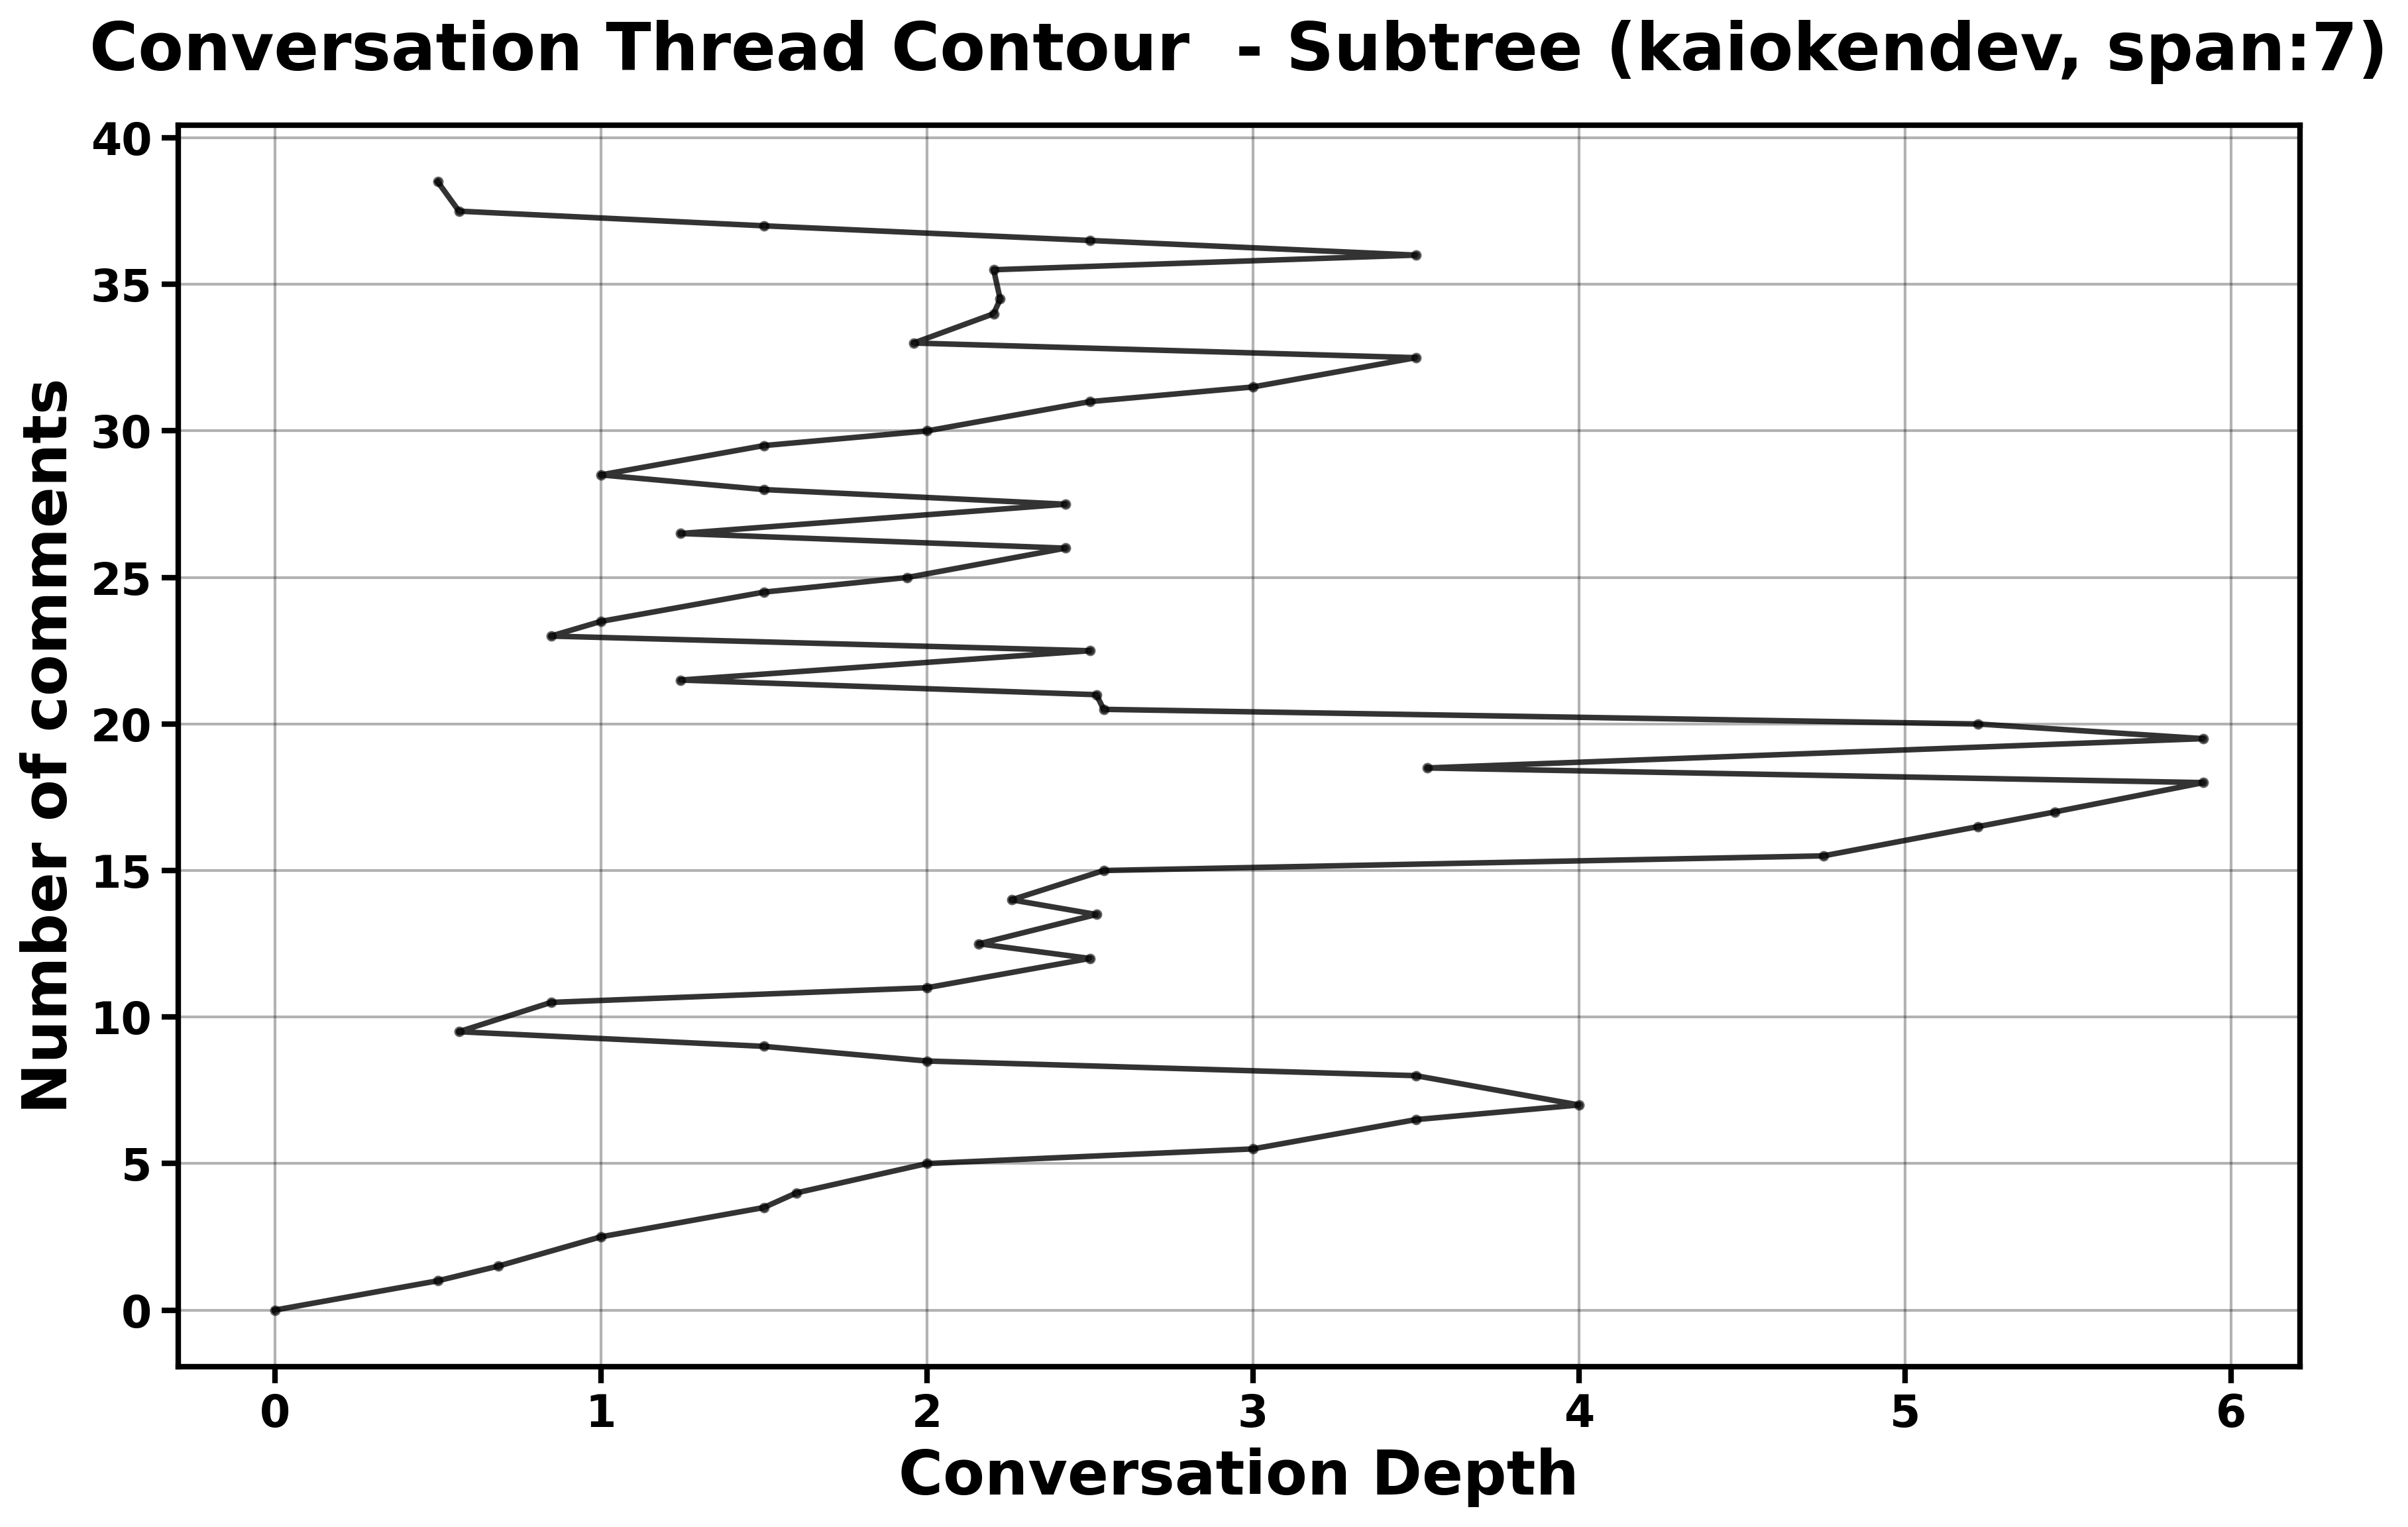 Conversation Thread Contour  - Subtree (kaiokendev, span:7)
Number of comments
40
35
30
25
20
15
10
5
0
0 1 2 3 4 5 6
Conversation Depth